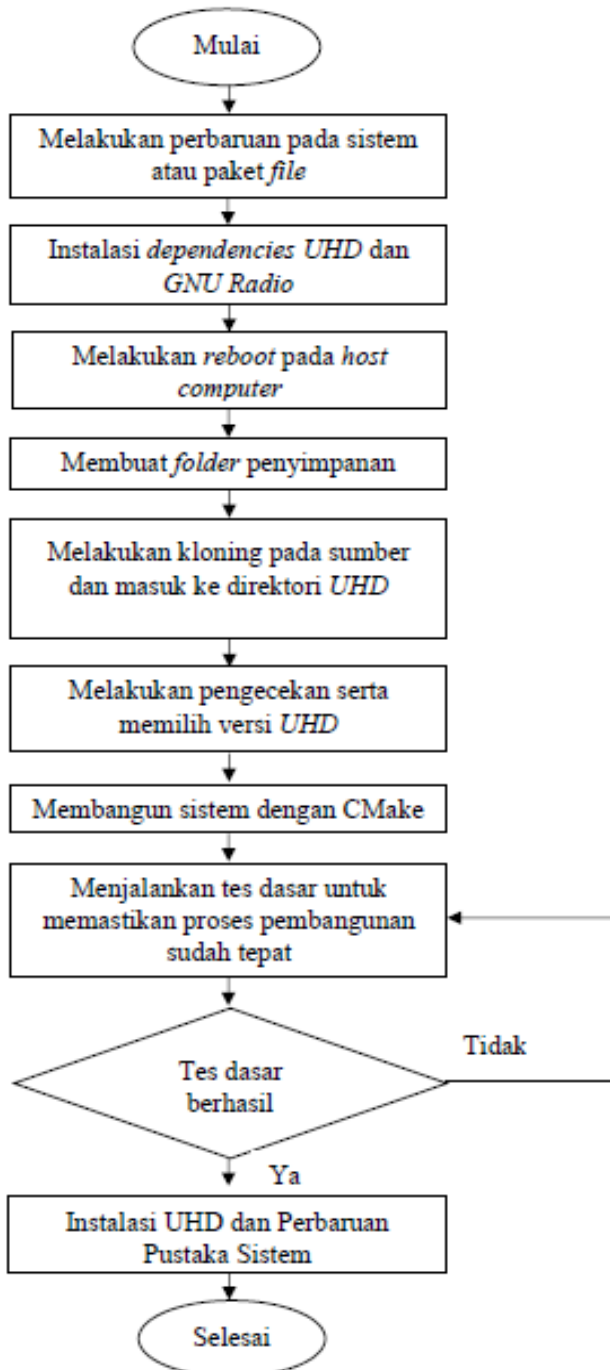 Mulai
Melakukan perbaruan pada sistem
atau paket file
Instalasi dependencies UHD dan
GNU Radio
Melakukan reboot pada host
computer
Membuat folder penyimpanan
Melakukan kloning pada sumber
dan masuk ke direktori UHD
Melakukan pengecekan serta
memilih versi UHD
Membangun sistem dengan CMake
Menjalankan tes dasar untuk
memastikan proses pembangunan
sudah tepat
Tidak
Tes dasar
berhasil
Ya
Instalasi UHD dan Perbaruan
Pustaka Sistem
Selesai